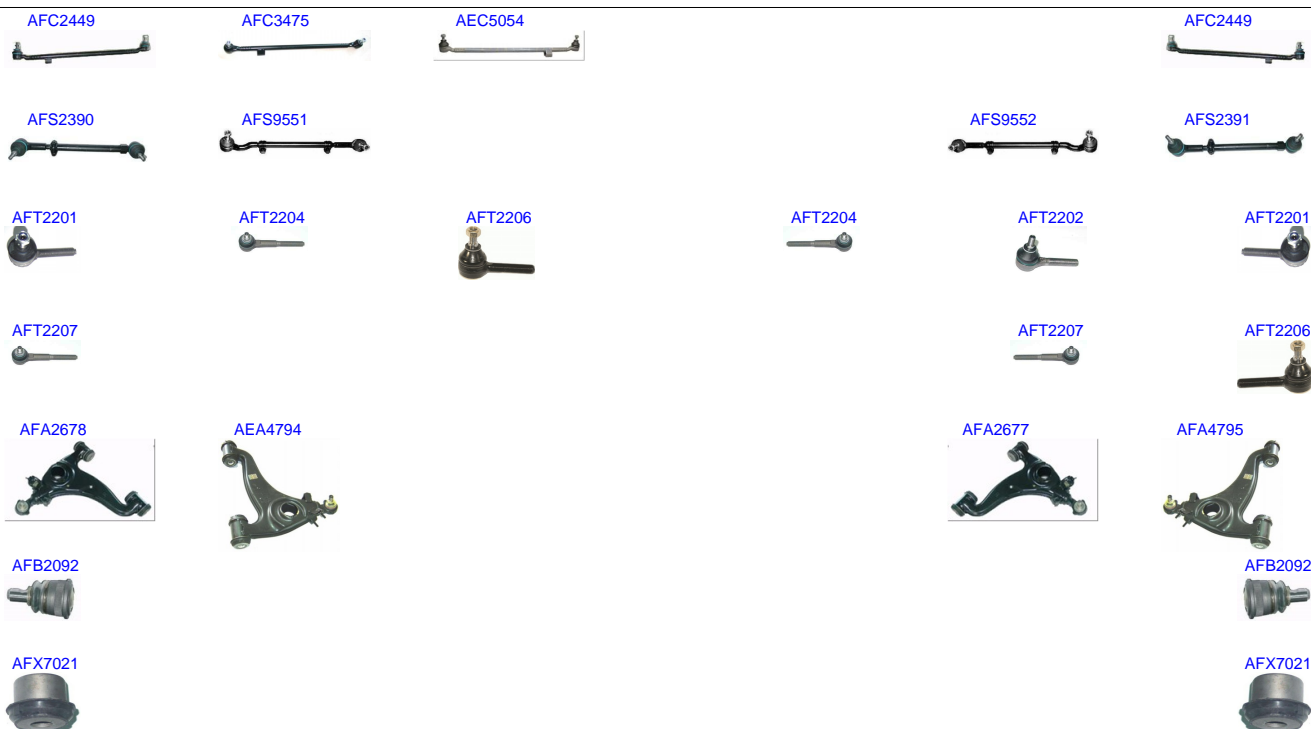 AFC2449 AFC3475 AEC5054 AFC2449
AFS2390 AFS9551 AFS9552 AFS2391
AFT2201 AFT2204 AFT2206 AFT2204 AFT2202 AFT2201
AFT2207 AFT2207 AFT2206
AFA2678 AEA4794 AFA2677 AFA4795
AFB2092 AFB2092
AFX7021 AFX7021